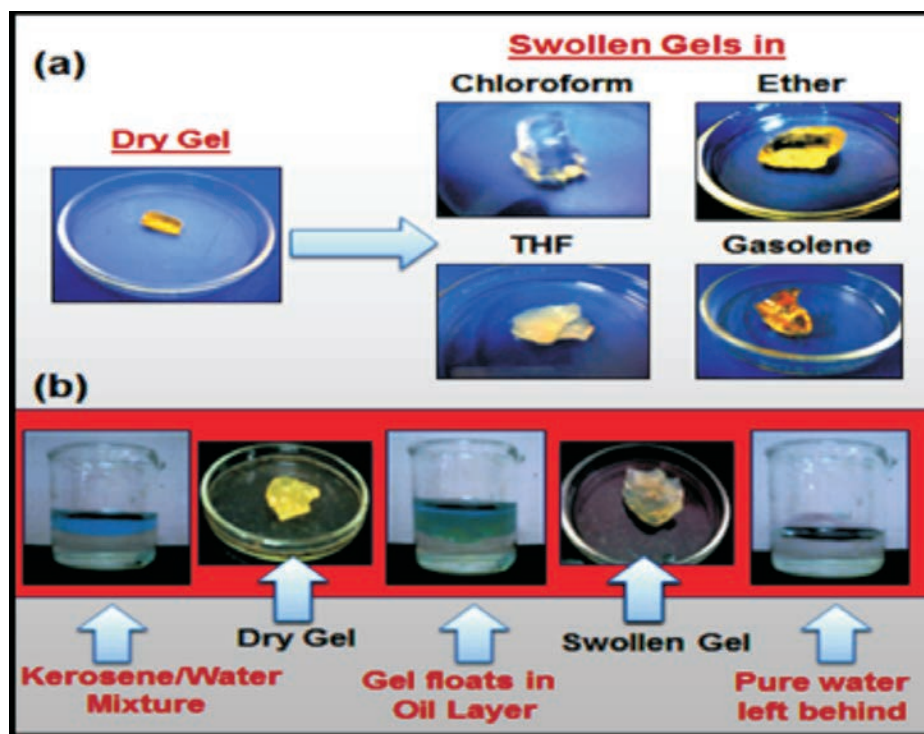 (a)
Swollen Gels in
Chloroform
Ether
Dry Gel
THF
Gasolene
(b)
Dry Gel
Swollen Gel
Kerosene/Water
Mixture
Gel floats in
Oil Layer
Pure water
left behind